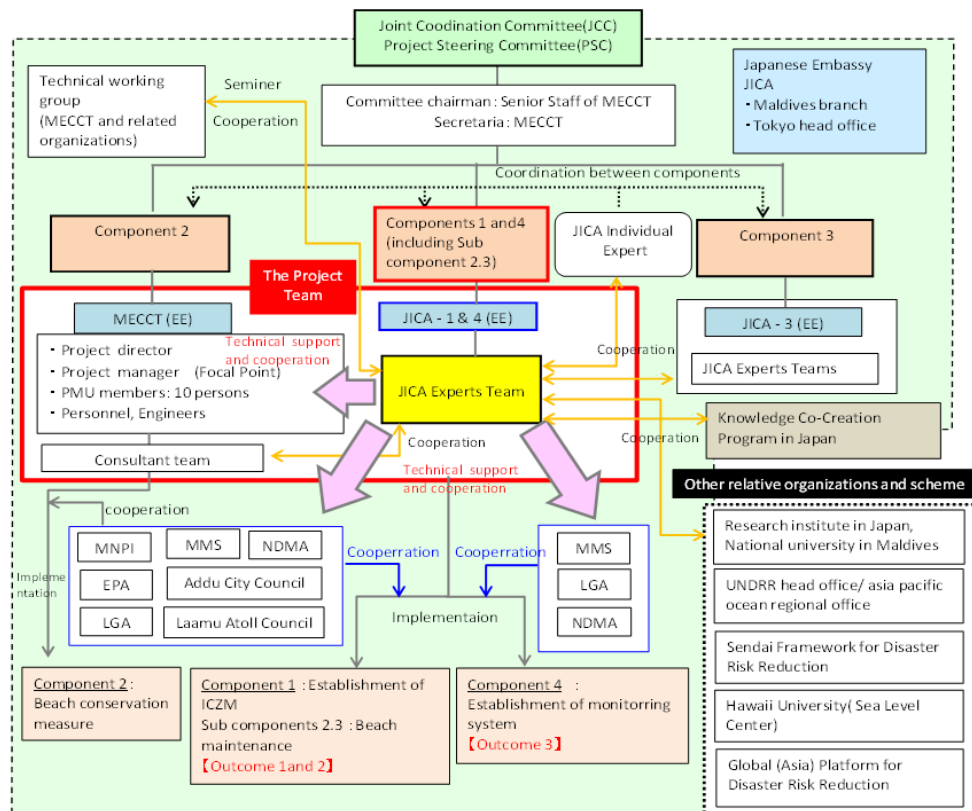 Joint Coodination Committee(JCC)
Project Steering Committee(PSC)
Technical working
group
(MECCT and related
organizations)
Seminer
Cooperation
Committee chairman : Senior Staff of MECCT
Secretaria : MECCT
Japanese Embassy
JICA
・Maldives branch
・Tokyo head office
Coordination between components
Component 2
Components 1 and4
(including Sub
component 2.3)
JICA Individual
Expert
Component 3
The Project
Team
MECCT (EE)
JICA - 1 & 4 (EE)
JICA - 3 (EE)
・Project director
・Project manager (Focal Point)
・PMU members: 10 persons
・Personnel, Engineers
Technical support
and cooperation
JICA Experts Team
Cooperation
JICA Experts Teams
Consultant team
Cooperation
Technical support
and cooperation
Cooperation
Knowledge Co-Creation
Program in Japan
Other relative organizations and scheme
cooperation
Impleme
ntation
MNPI
MMS
NDMA
EPA
Addu City Council
LGA
Laamu Atoll Council
Cooperration
Cooperration
MMS
LGA
NDMA
Implementaion
Research institute in Japan,
National university in Maldives
UNDRR head office/ asia pacific
ocean regional office
Sendai Framework for Disaster
Risk Reduction
Hawaii University( Sea Level
Center)
Global (Asia) Platform for
Disaster Risk Reduction
Component 2 :
Beach conservation
measure
Component 1 : Establishment of
ICZM
Sub components 2.3 : Beach
maintenance
【Outcome 1and 2】
Component 4 :
Establishment of monitorring
system
【Outcome 3】